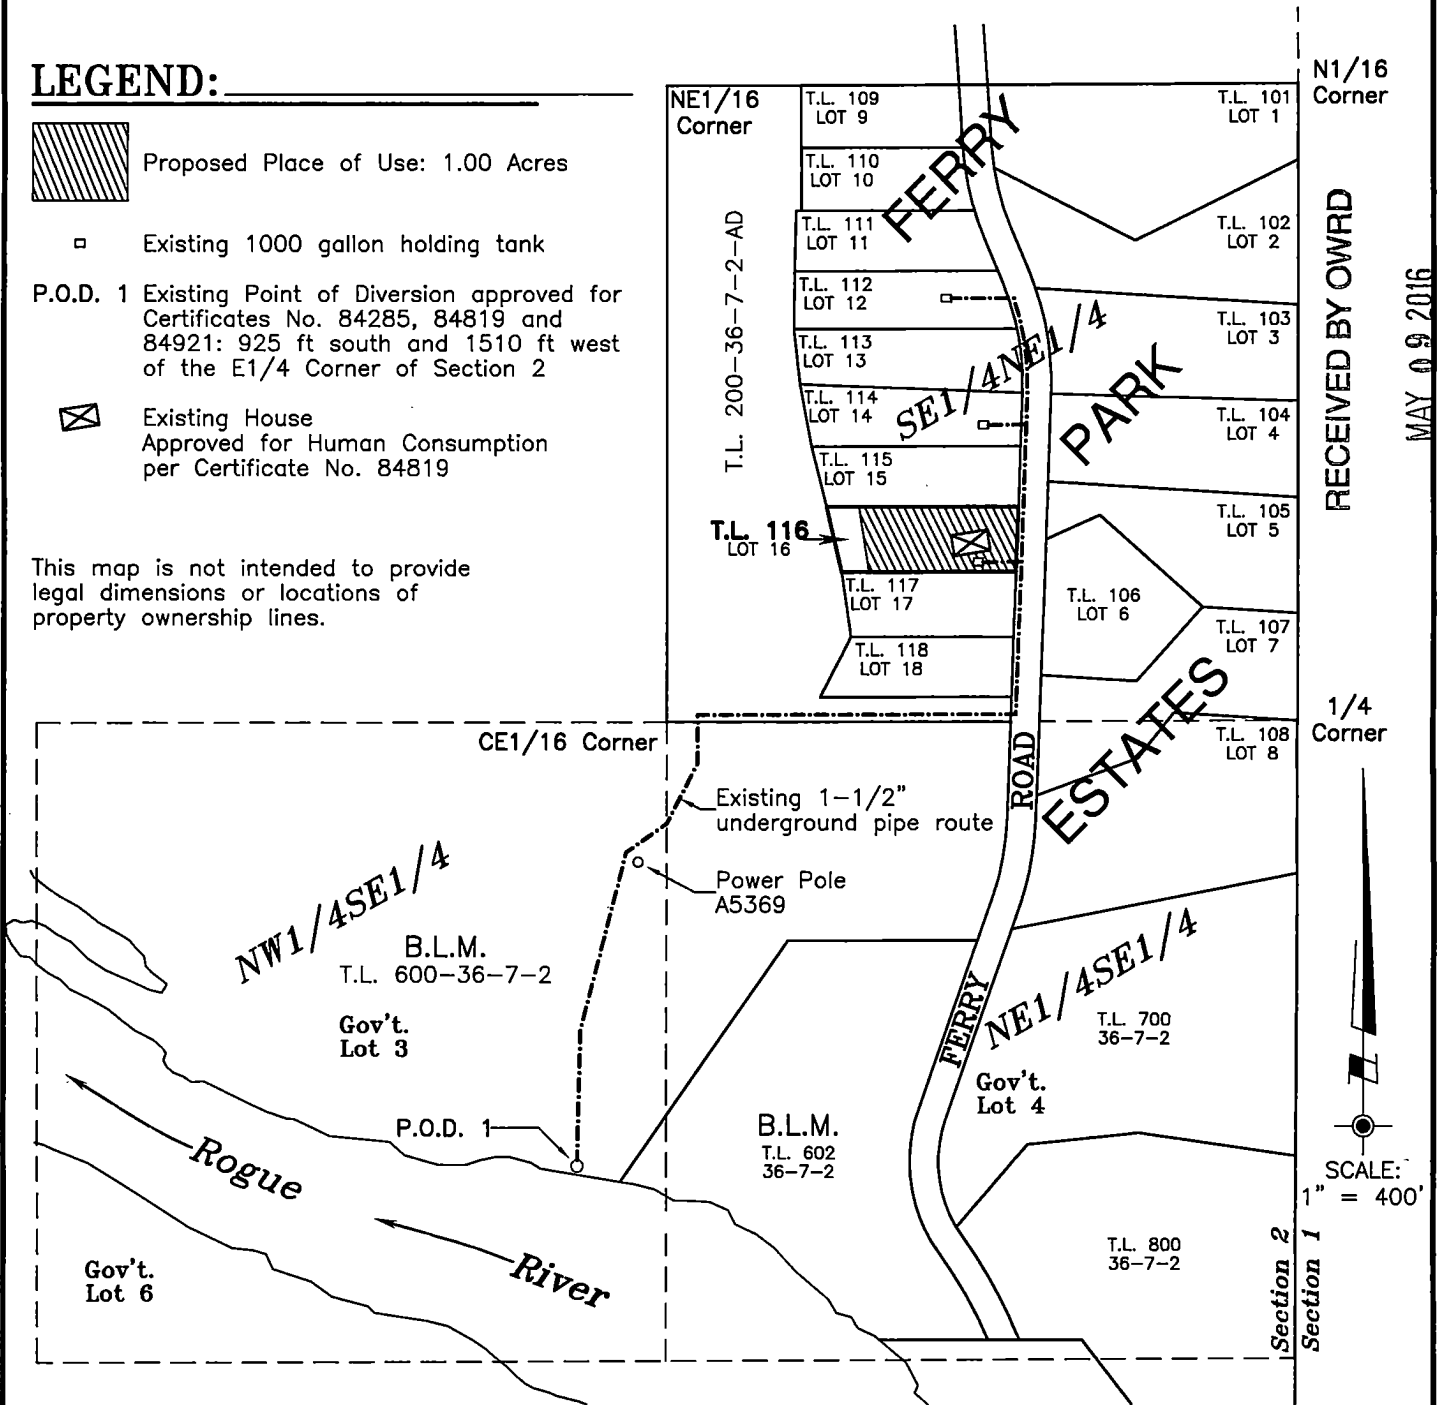 LEGEND:
Proposed Place of Use: 1.00 Acres
Existing 1000 gallon holding tank
P.O.D. 1 Existing Point of Diversion approved for
Certificates No. 84285, 84819 and
84921: 925 ft south and 1510 ft west
of the E1/4 Corner of Section 2
Existing House
Approved for Human Consumption
per Certificate No. 84819
This map is not intended to provide
legal dimensions or locations of
property ownership lines.
NE1/16
Corner
N1/16
Corner
T.L. 109
LOT 9
T.L. 101
LOT 1
T.L. 110
LOT 10
T.L. 111
LOT 11
T.L. 102
LOT 2
T.L. 112
LOT 12
T.L. 103
LOT 3
T.L. 113
LOT 13
T.L. 114
LOT 14
T.L. 104
LOT 4
T.L. 115
LOT 15
T.L. 105
LOT 5
T.L. 116
LOT 16
T.L. 117
LOT 17
T.L. 106
LOT 6
T.L. 107
LOT 7
T.L. 118
LOT 18
T.L. 108
LOT 8
T.L. 200-36-7-2-AD
FERRY
PARK
ESTATES
SE1/4NE1/4
RECEIVED BY OWRD
MAY 09 2016
1/4
Corner
CE1/16 Corner
Existing 1-1/2"
underground pipe route
Power Pole
A5369
ROAD
FERRY
NW1/4SE1/4
B.L.M.
T.L. 600-36-7-2
Gov't.
Lot 3
NE1/4SE1/4
T.L. 700
36-7-2
Gov't.
Lot 4
P.O.D. 1
B.L.M.
T.L. 602
36-7-2
Rogue
River
Gov't.
Lot 6
T.L. 800
36-7-2
SCALE:
1" = 400'
Section 2
Section 1